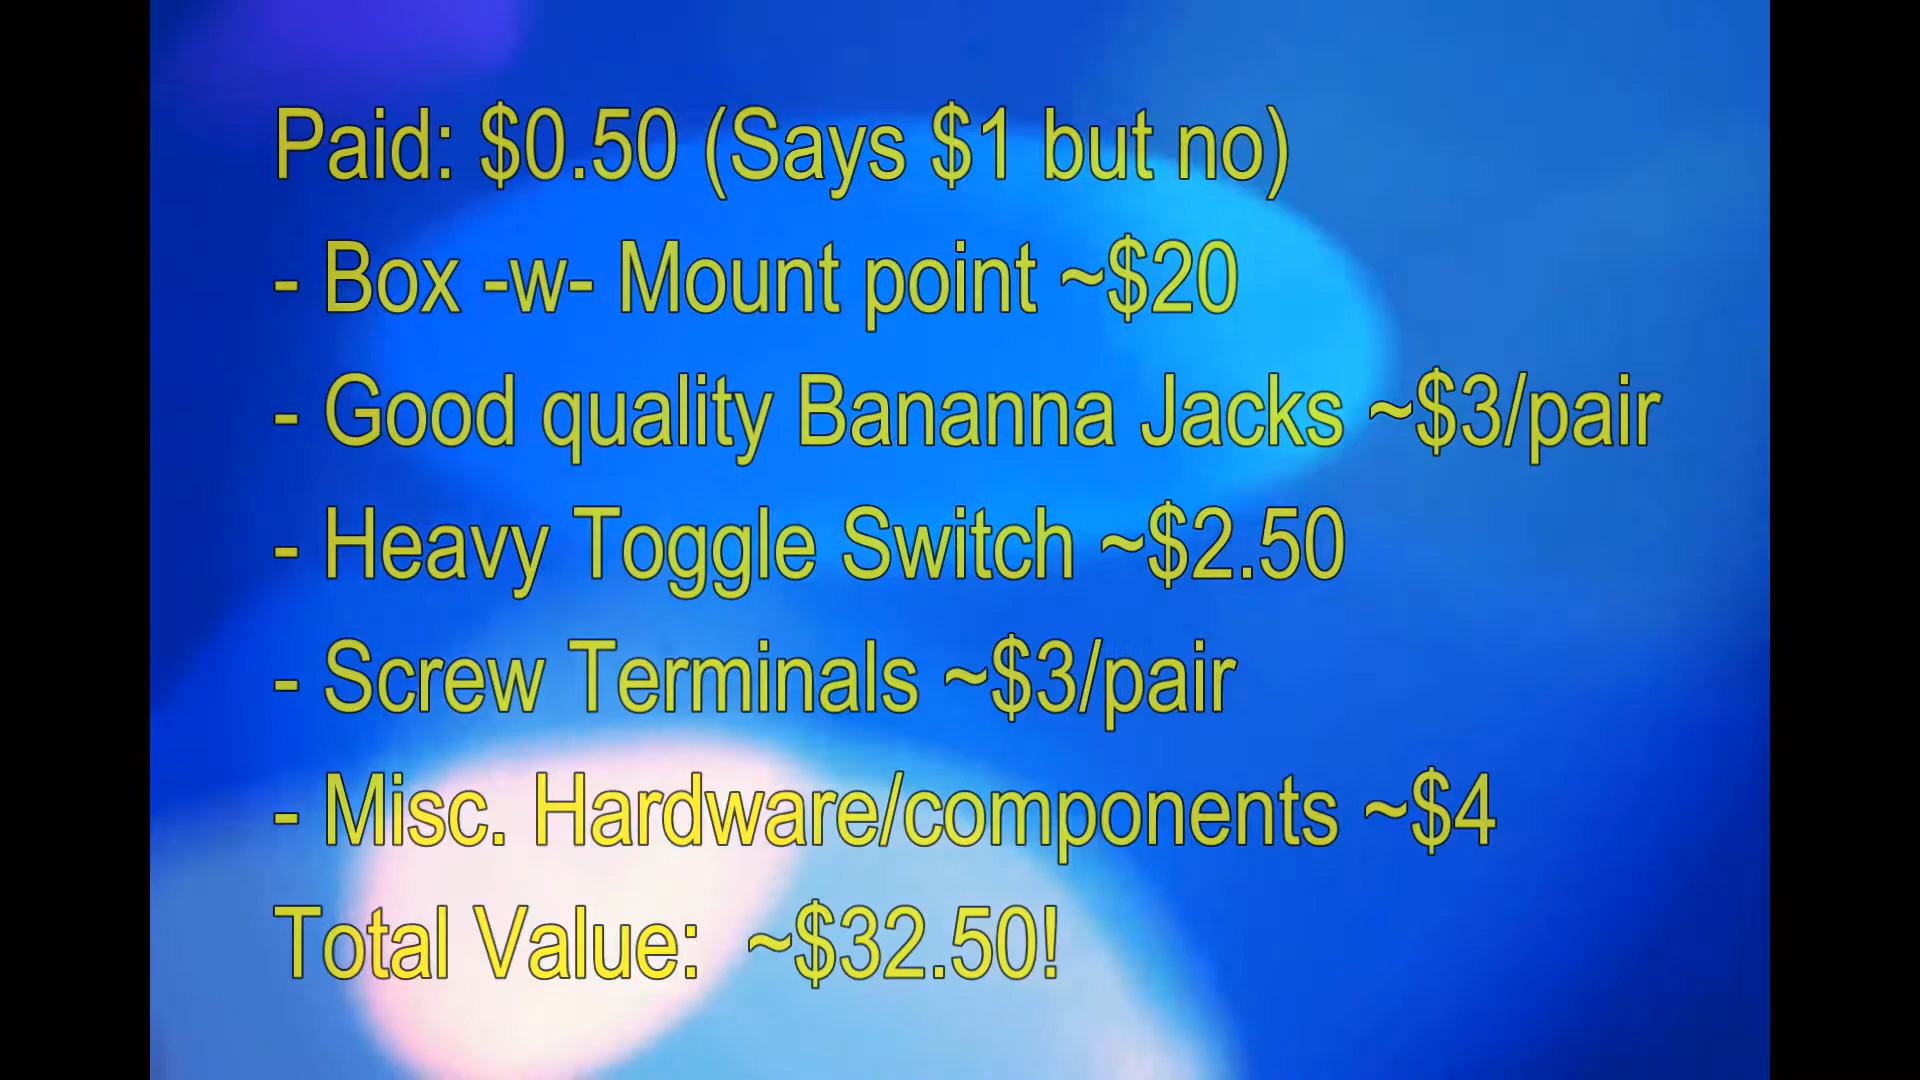 Paid: $0.50 (Says $1 but no)
- Box -w- Mount point ~$20
- Good quality Bananna Jacks ~$3/pair
- Heavy Toggle Switch ~$2.50
- Screw Terminals ~$3/pair
- Misc. Hardware/components ~$4
Total Value:  ~$32.50!